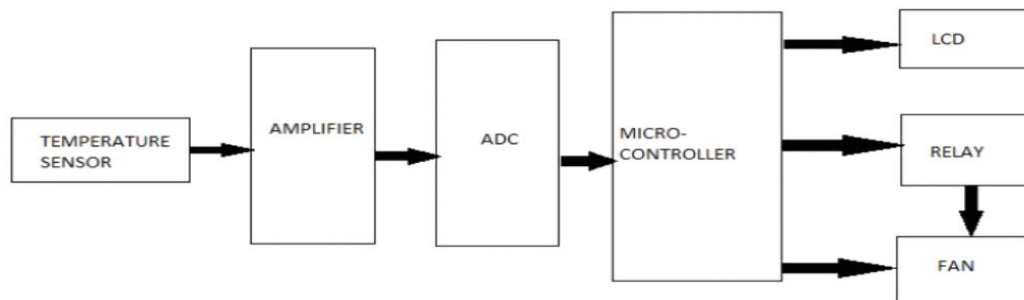 TEMPERATURE
SENSOR
AMPLIFIER
ADC
MICRO-
CONTROLLER
LCD
RELAY
FAN